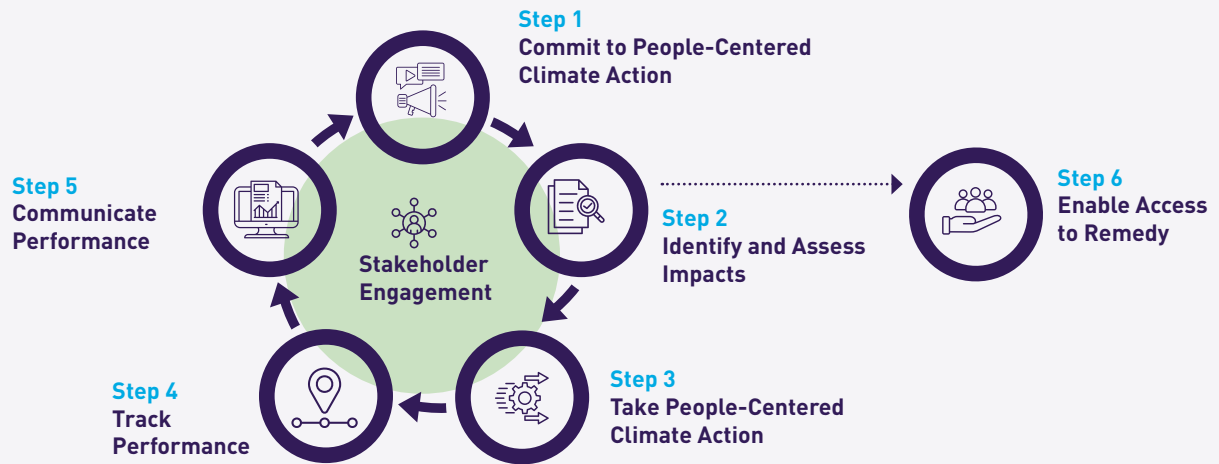 Step 1
Commit to People-Centered
Climate Action
Step 2
Identify and Assess
Impacts
Step 3
Take People-Centered
Climate Action
Step 4
Track
Performance
Step 5
Communicate
Performance
Step 6
Enable Access
to Remedy
Stakeholder
Engagement